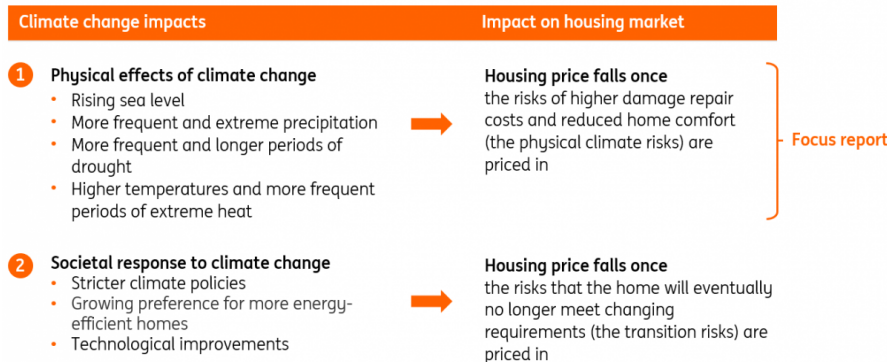 Climate change impacts
Impact on housing market
1
Physical effects of climate change
• Rising sea level
• More frequent and extreme precipitation
• More frequent and longer periods of
drought
• Higher temperatures and more frequent
periods of extreme heat
Housing price falls once
the risks of higher damage repair
costs and reduced home comfort
(the physical climate risks) are
priced in
Focus report
2
Societal response to climate change
• Stricter climate policies
• Growing preference for more energy-
efficient homes
• Technological improvements
Housing price falls once
the risks that the home will eventually
no longer meet changing
requirements (the transition risks) are
priced in